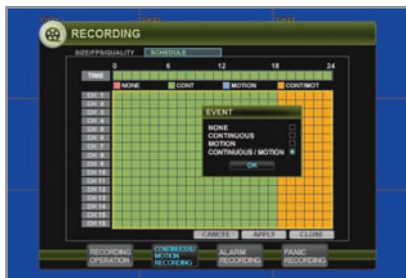 RECORDING
SIZE/FPS/QUALITY SCHEDULE
0 6 12 18 24
TIME
NONE CONT MOTION CONT/MOT
CH 1
CH 2
CH 3
CH 4
CH 5
CH 6
CH 7
CH 8
CH 9
CH 10
CH 11
CH 12
CH 13
CH 14
CH 15
CH 16
EVENT
NONE
CONTINUOUS
MOTION
CONTINUOUS / MOTION
OK
CANCEL APPLY CLOSE
RECORDING OPERATION
CONTINUOUS/ MOTION RECORDING
ALARM RECORDING
PANIC RECORDING